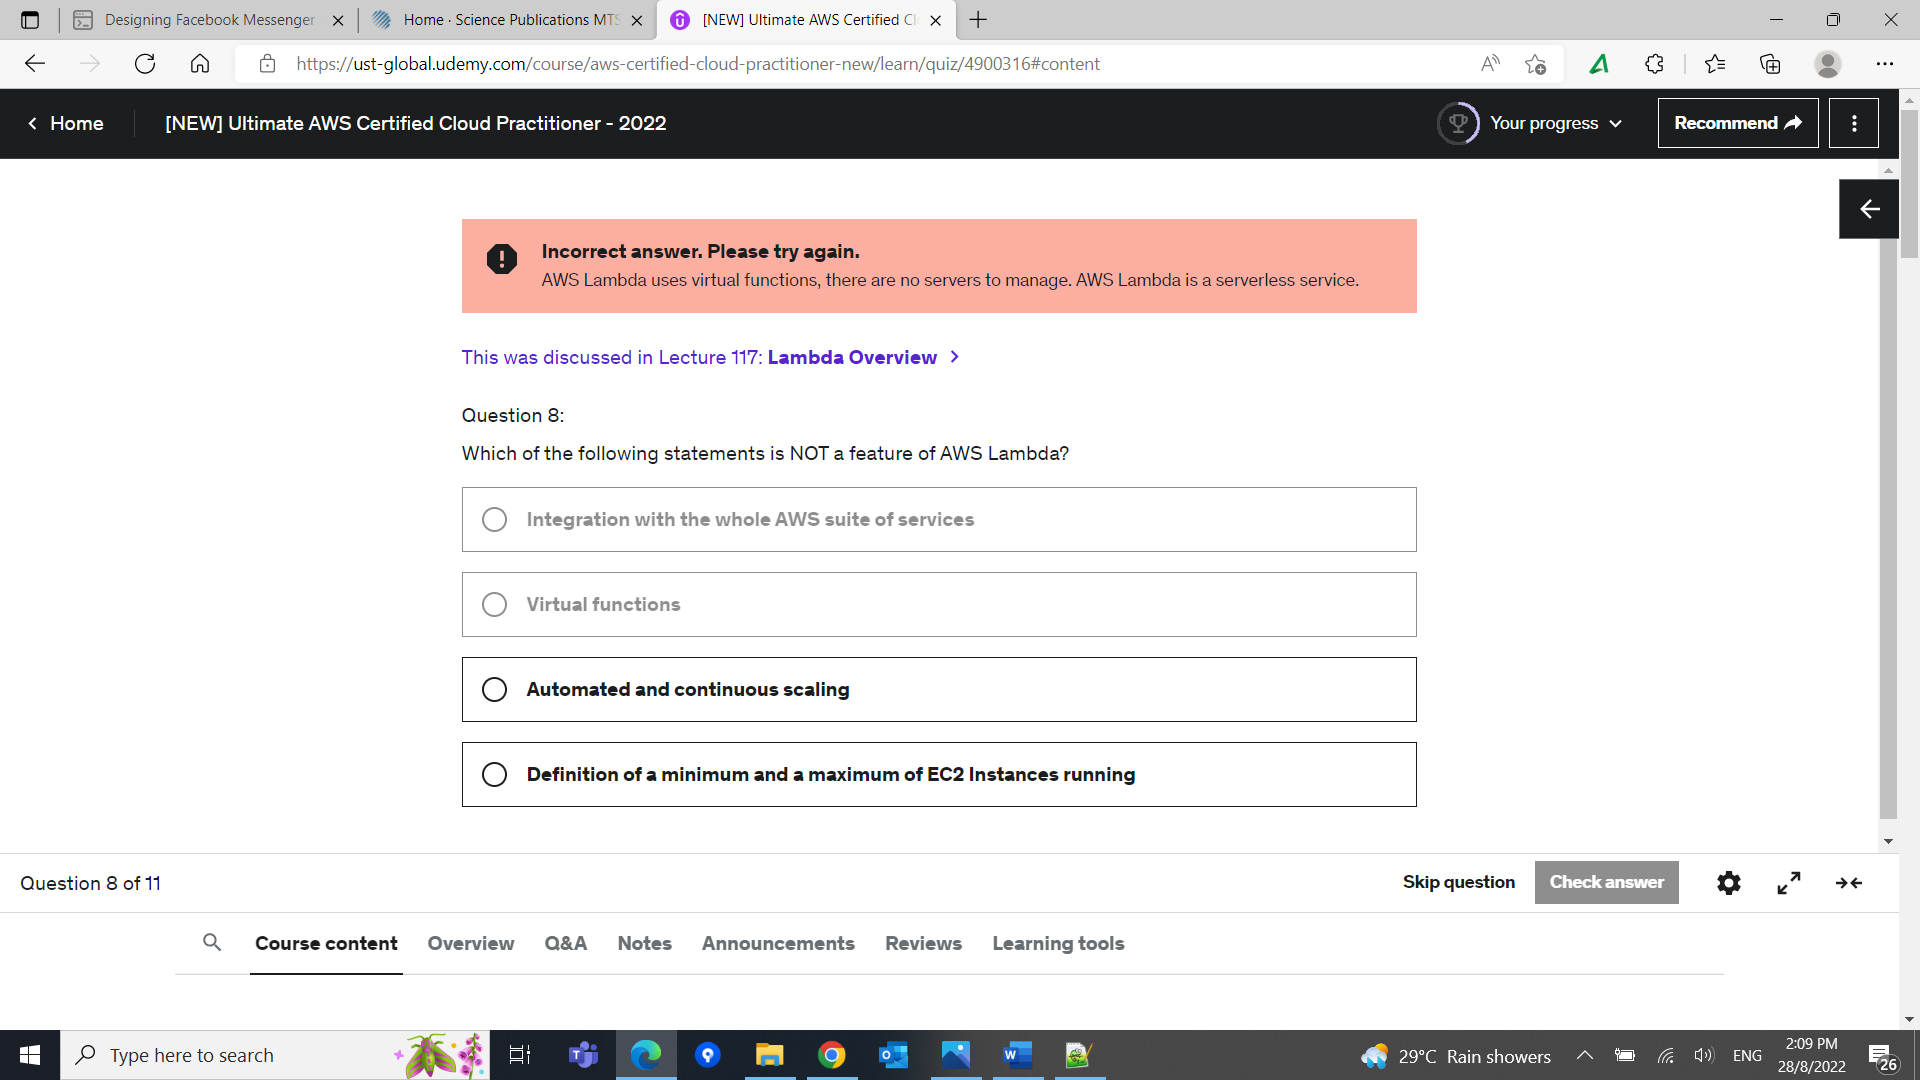 Designing Facebook Messenger
Home · Science Publications MTS
[NEW] Ultimate AWS Certified Cl
https://ust-global.udemy.com/course/aws-certified-cloud-practitioner-new/learn/quiz/4900316#content
Home
[NEW] Ultimate AWS Certified Cloud Practitioner - 2022
Your progress
Recommend
Incorrect answer. Please try again.
AWS Lambda uses virtual functions, there are no servers to manage. AWS Lambda is a serverless service.
This was discussed in Lecture 117: Lambda Overview
Question 8:
Which of the following statements is NOT a feature of AWS Lambda?
Integration with the whole AWS suite of services
Virtual functions
Automated and continuous scaling
Definition of a minimum and a maximum of EC2 Instances running
Question 8 of 11
Skip question
Check answer
Course content
Overview
Q&A
Notes
Announcements
Reviews
Learning tools
Type here to search
29°C Rain showers
ENG
2:09 PM
28/8/2022
26